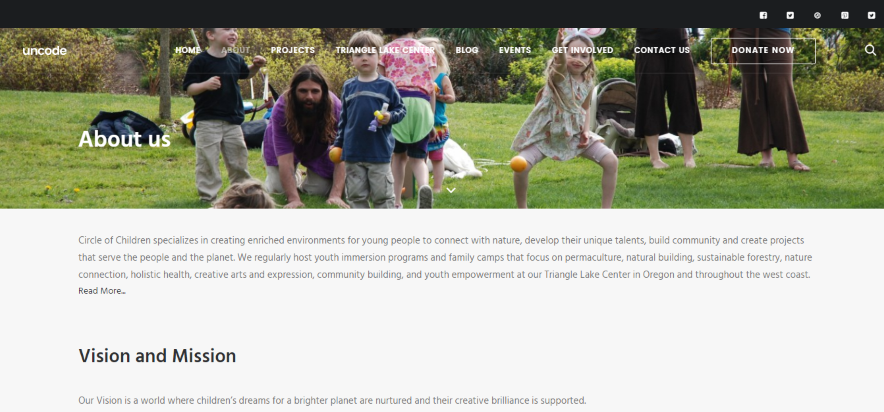 uncode
HOME ABOUT PROJECTS TRIANGLE LAKE CENTER BLOG EVENTS GET INVOLVED CONTACT US DONATE NOW
About us
Circle of Children specializes in creating enriched environments for young people to connect with nature, develop their unique talents, build community and create projects
that serve the people and the planet. We regularly host youth immersion programs and family camps that focus on permaculture, natural building, sustainable forestry, nature
connection, holistic health, creative arts and expression, community building, and youth empowerment at our Triangle Lake Center in Oregon and throughout the west coast.
Read More...
Vision and Mission
Our Vision is a world where children's dreams for a brighter planet are nurtured and their creative brilliance is supported.